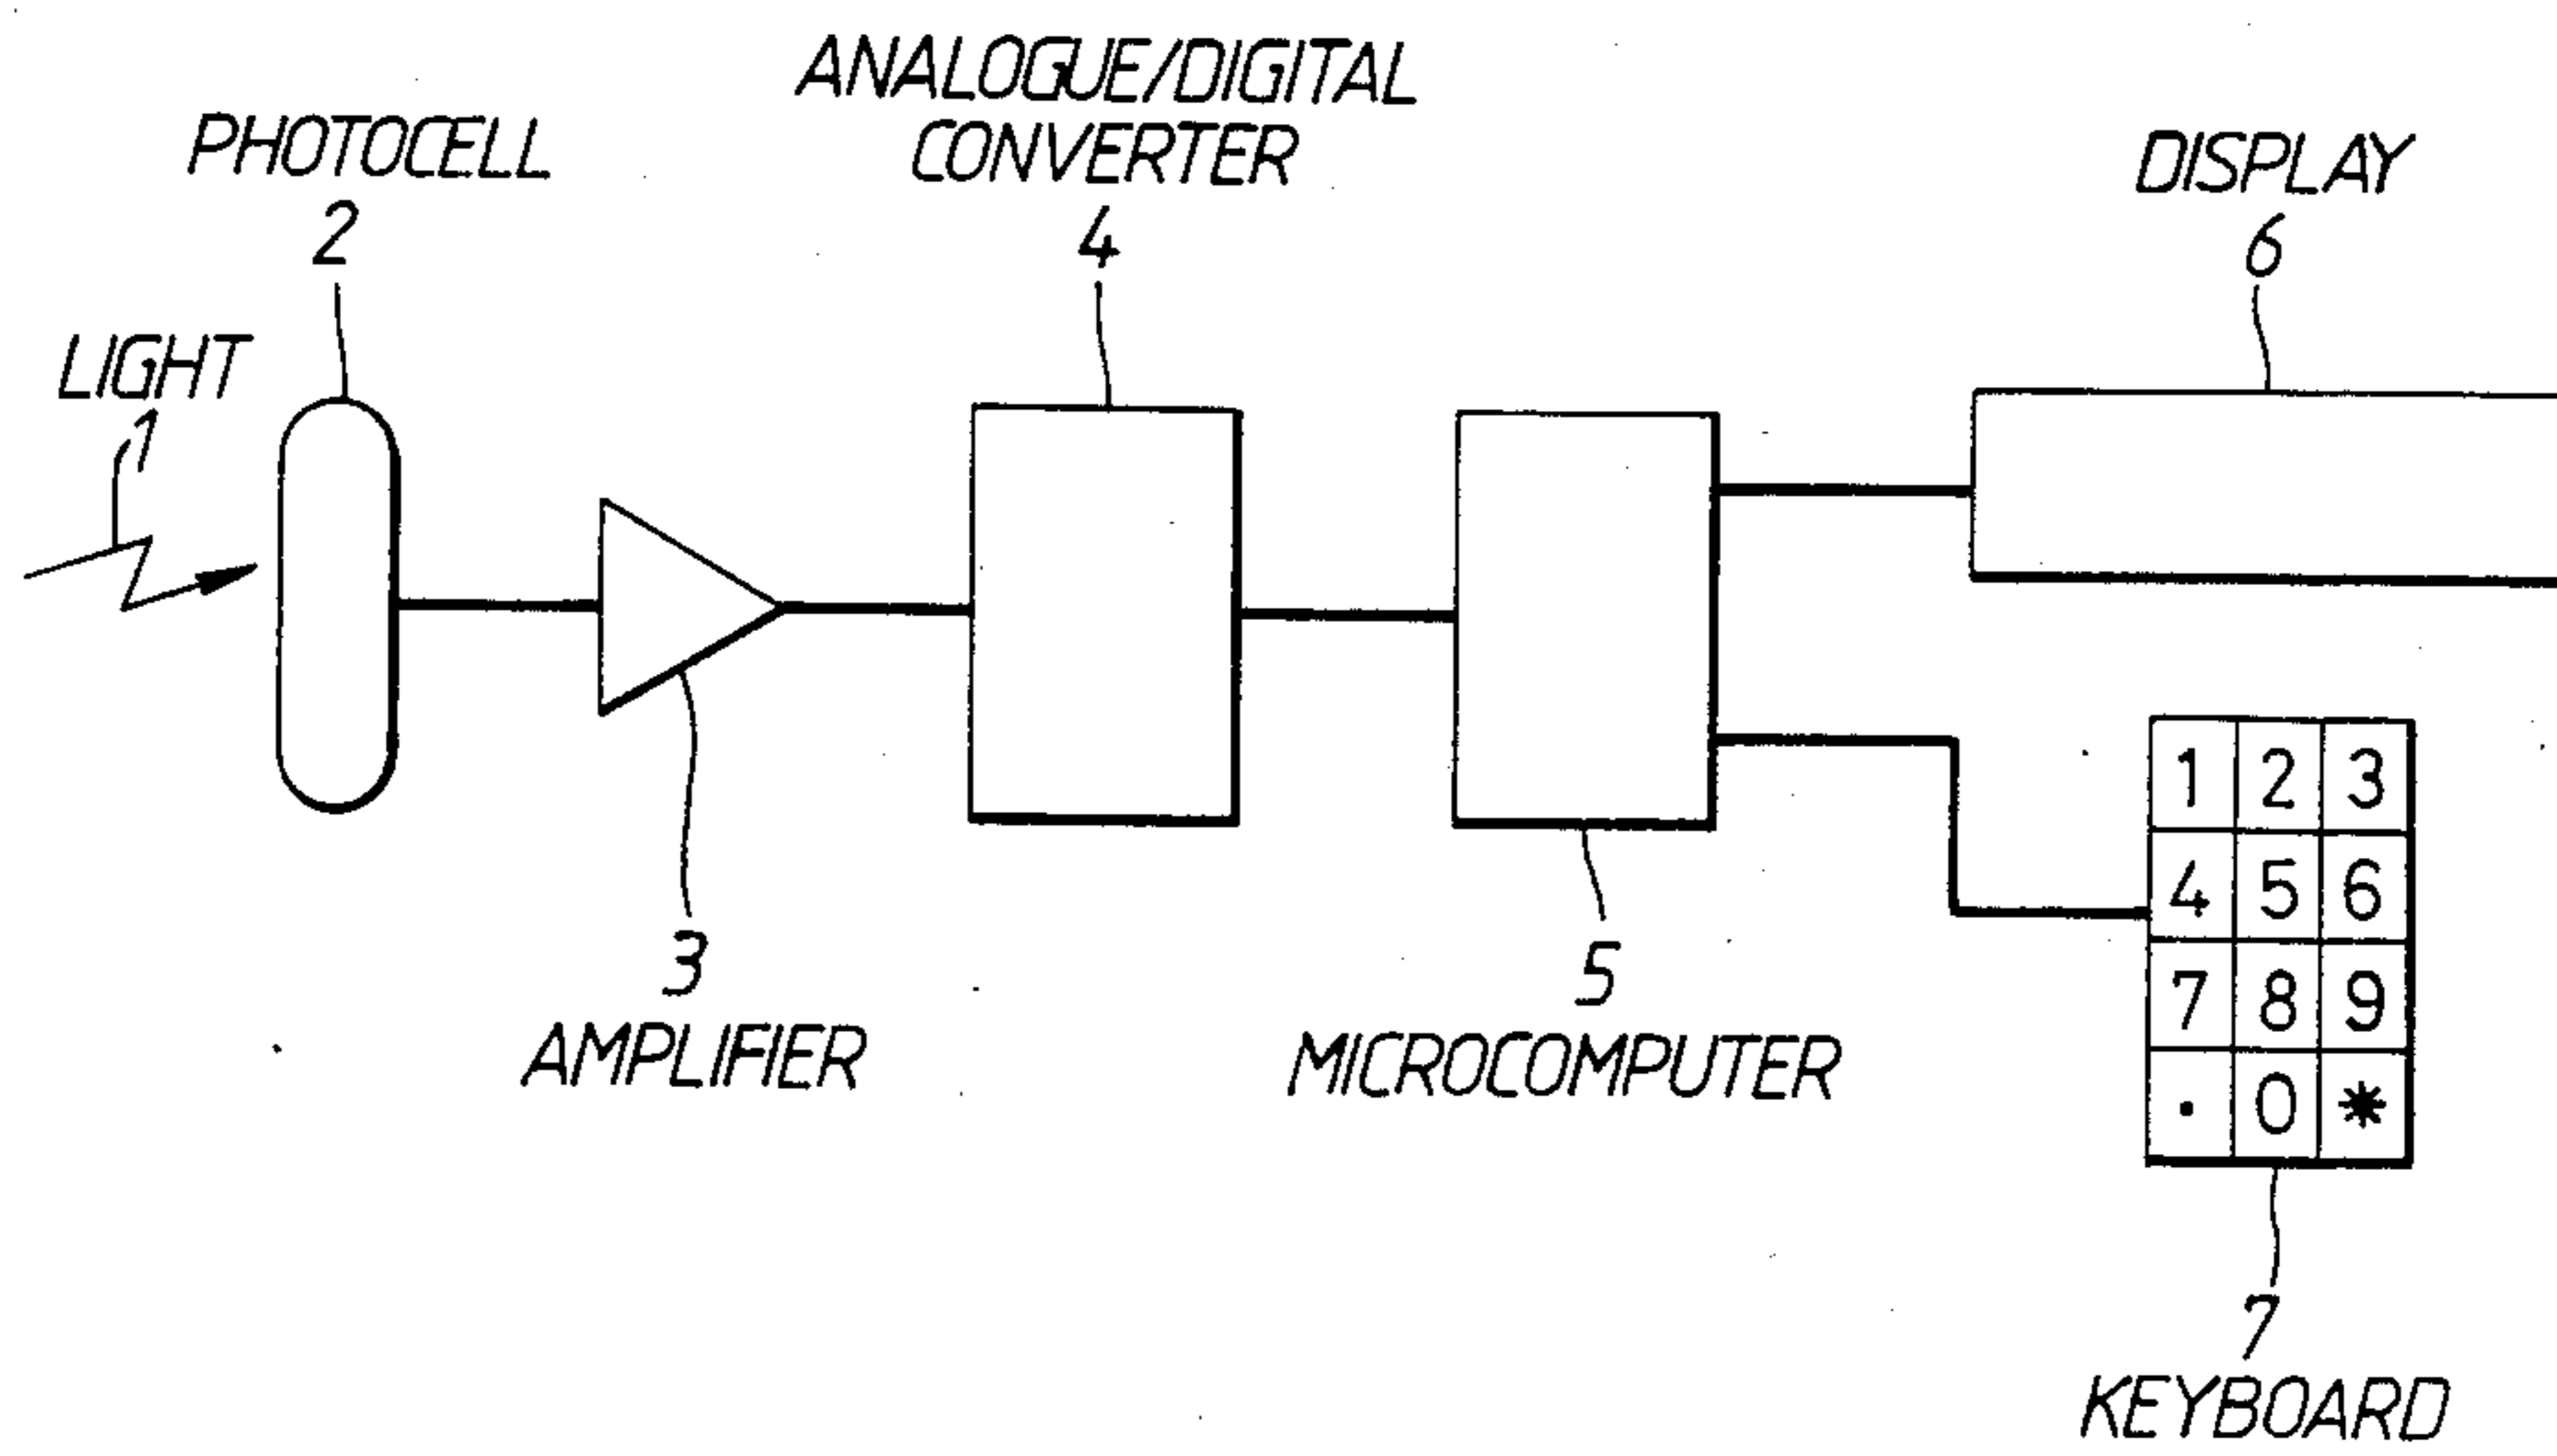 ANALOGUE/DIGITAL
CONVERTER
4
PHOTOCELL
2
DISPLAY
6
LIGHT
1
1 2 3
4 5 6
7 8 9
. 0 *
3
AMPLIFIER
5
MICROCOMPUTER
7
KEYBOARD